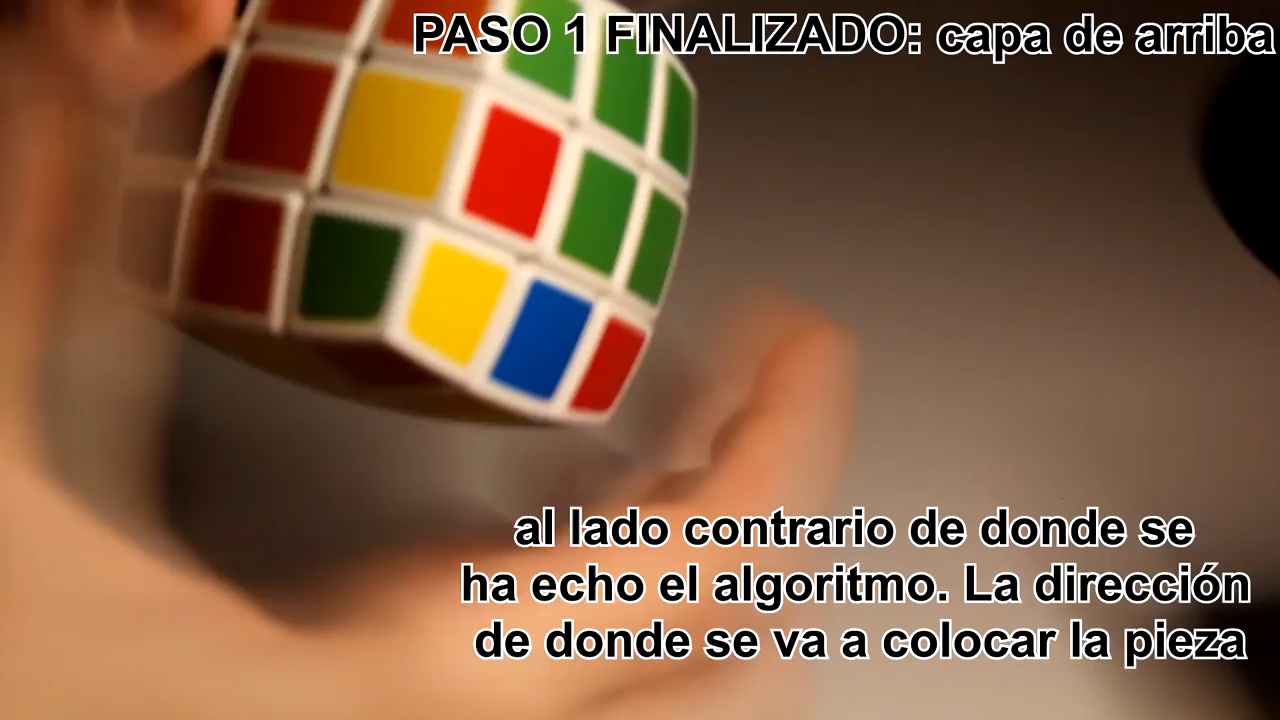 PASO 1 FINALIZADO: capa de arriba
al lado contrario de donde se
ha echo el algoritmo. La dirección
de donde se va a colocar la pieza